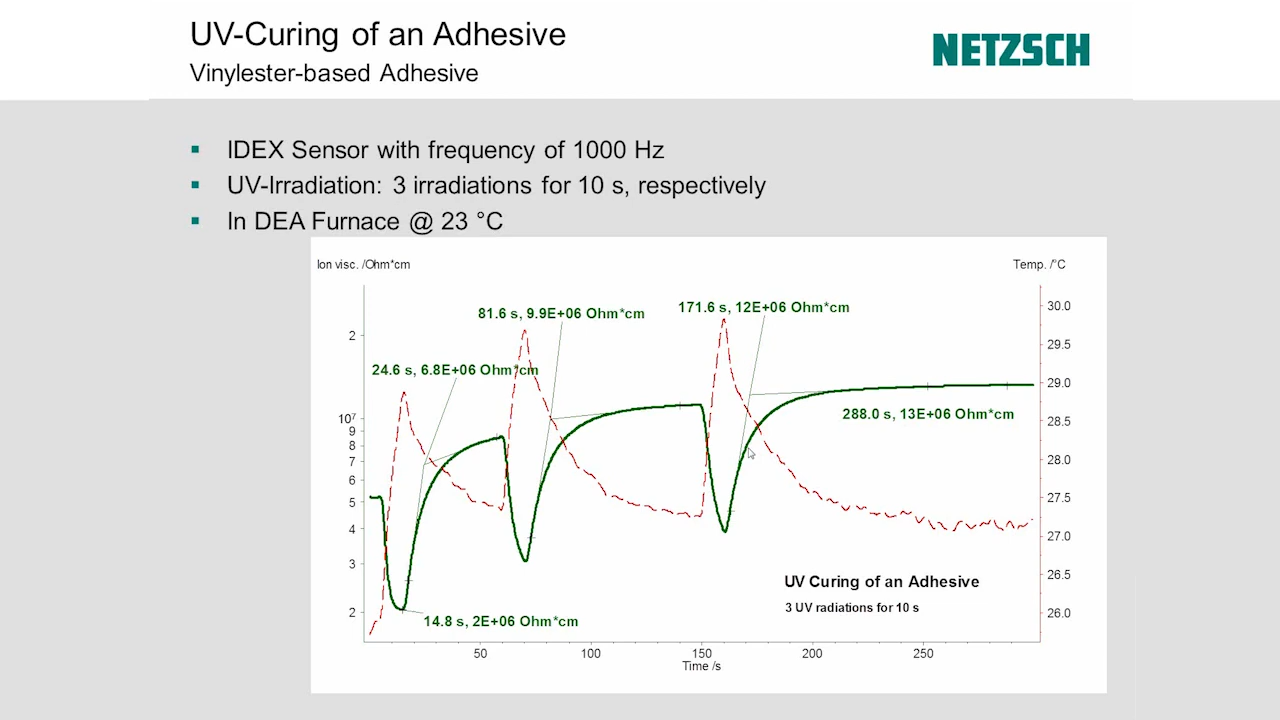 UV-Curing of an Adhesive
Vinylester-based Adhesive
NETZSCH
IDEX Sensor with frequency of 1000 Hz
UV-Irradiation: 3 irradiations for 10 s, respectively
In DEA Furnace @ 23 °C
Ion visc. /Ohm*cm
Temp. /°C
81.6 s, 9.9E+06 Ohm*cm
171.6 s, 12E+06 Ohm*cm
24.6 s, 6.8E+06 Ohm*cm
288.0 s, 13E+06 Ohm*cm
14.8 s, 2E+06 Ohm*cm
2
10⁷
9
8
7
6
5
4
3
2
30.0
29.5
29.0
28.5
28.0
27.5
27.0
26.5
26.0
UV Curing of an Adhesive
3 UV radiations for 10 s
50 100 150 200 250
Time /s